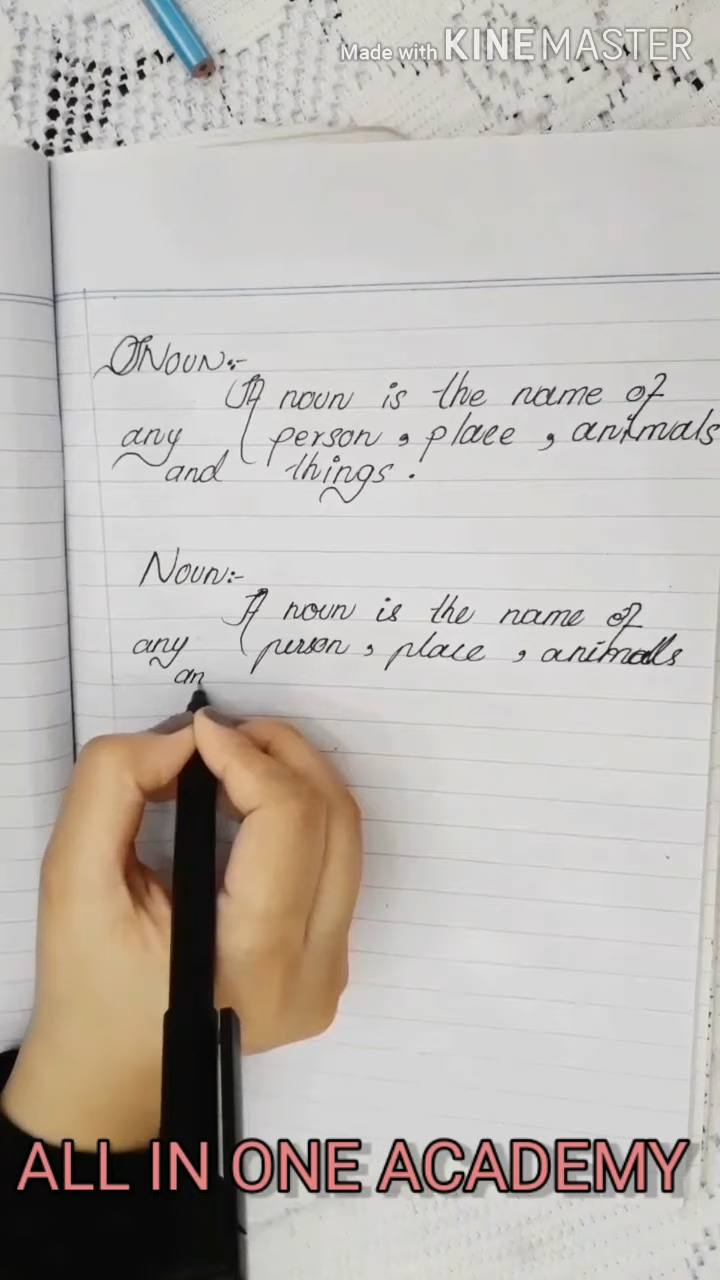 Made with KINEMASTER
① Noun:-
A noun is the name of
any person, place, animals
and things.
Noun:-
A noun is the name of
any person, place, animals
an
ALL IN ONE ACADEMY